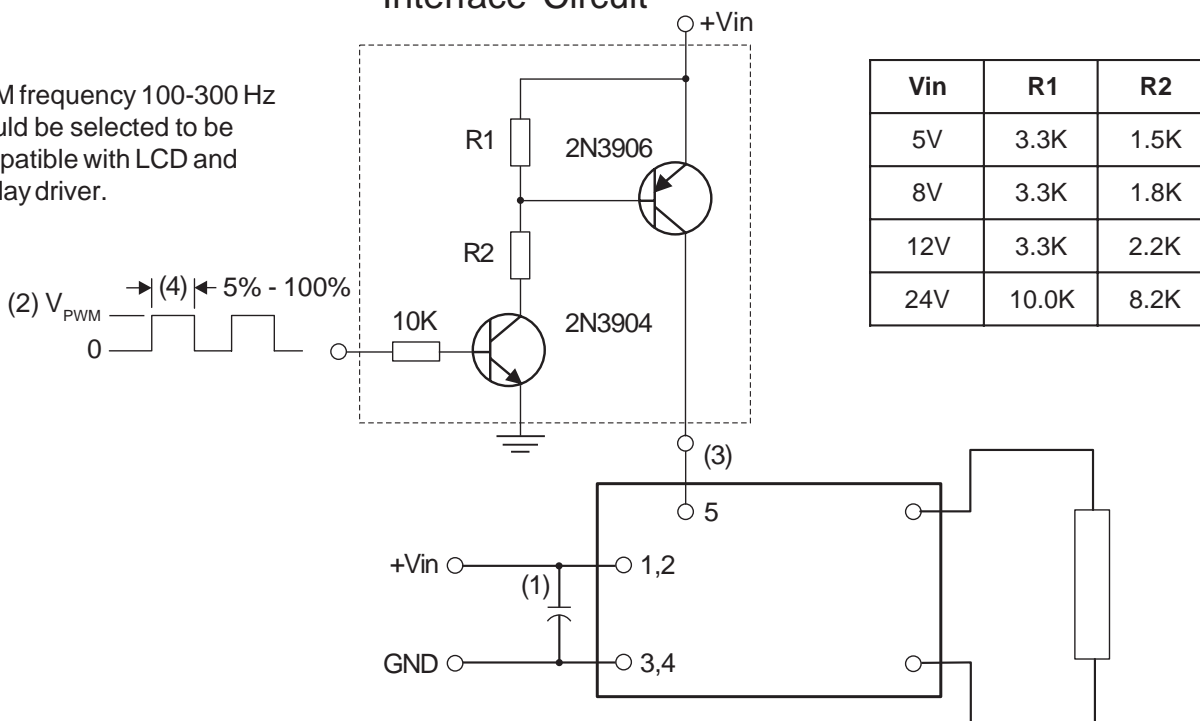 Interface Circuit
+Vin
M frequency 100-300 Hz
uld be selected to be
patible with LCD and
lay driver.
R1
2N3906
R2
(4) 5% - 100%
(2) VPWM
0
10K
2N3904
(3)
5
+Vin
1,2
(1)
GND
3,4
Vin R1 R2
5V 3.3K 1.5K
8V 3.3K 1.8K
12V 3.3K 2.2K
24V 10.0K 8.2K